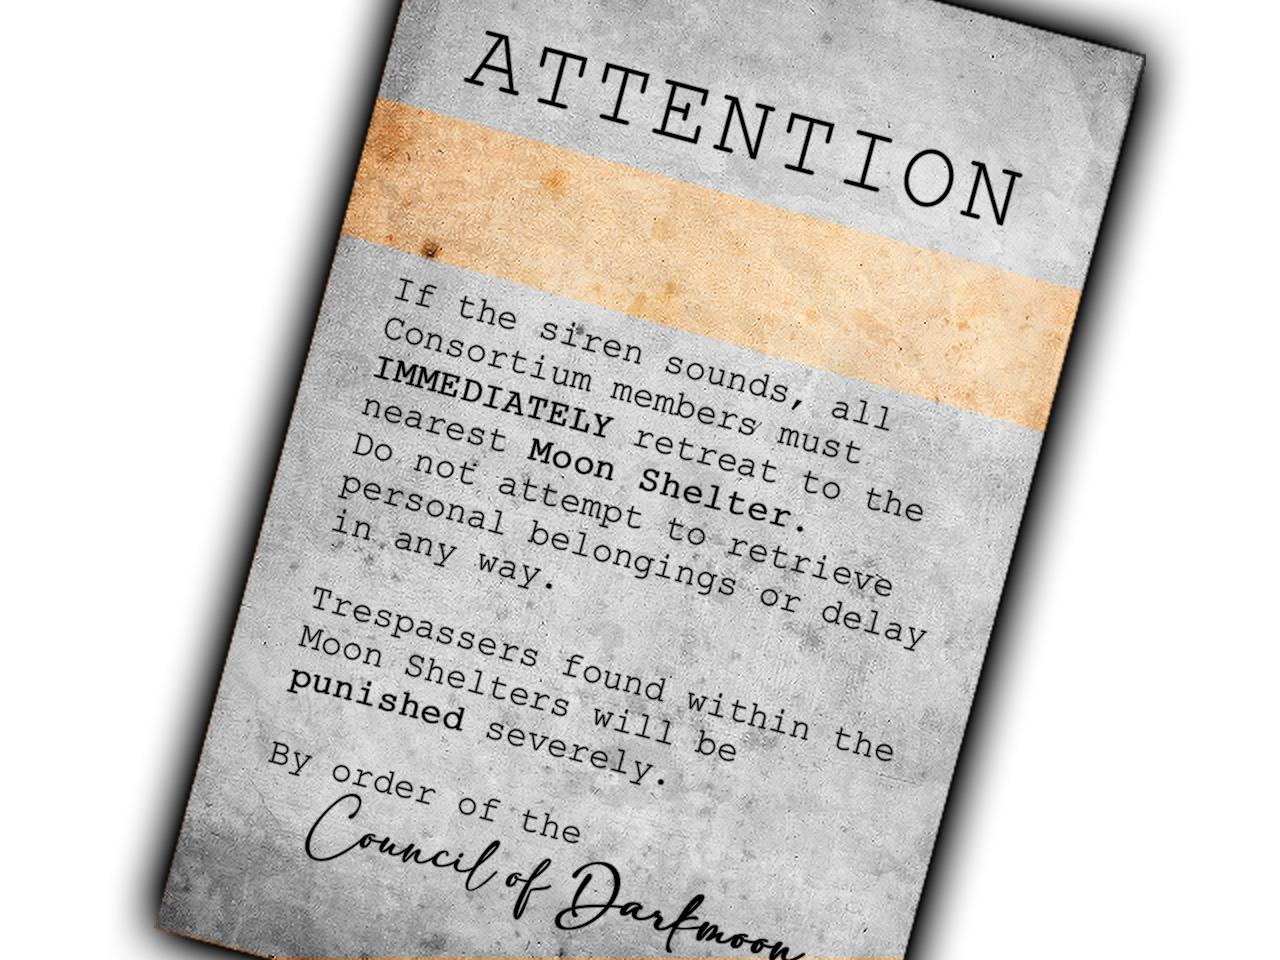 ATTENTION
If the siren sounds, all
Consortium members must
IMMEDIATELY retreat to the
nearest Moon Shelter.
Do not attempt to retrieve
personal belongings or delay
in any way.
Trespassers found within the
Moon Shelters will be
punished severely.
By order of the
Council of Darkmoon